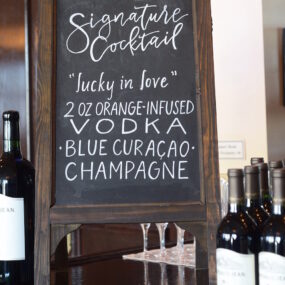 Signature
Cocktail
"lucky in love"
2 OZ ORANGE-INFUSED
VODKA
• BLUE CURAÇAO •
CHAMPAGNE